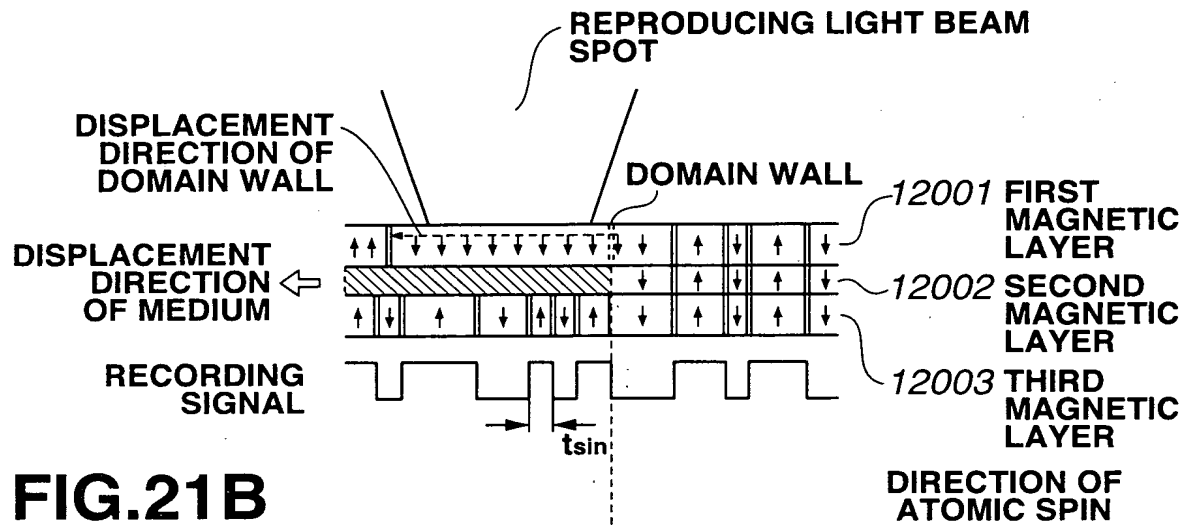 REPRODUCING LIGHT BEAM
SPOT
DISPLACEMENT
DIRECTION OF
DOMAIN WALL
DOMAIN WALL
12001 FIRST
MAGNETIC
LAYER
DISPLACEMENT
DIRECTION
OF MEDIUM
12002 SECOND
MAGNETIC
LAYER
RECORDING
SIGNAL
12003 THIRD
MAGNETIC
LAYER
tsin
FIG.21B
DIRECTION OF
ATOMIC SPIN